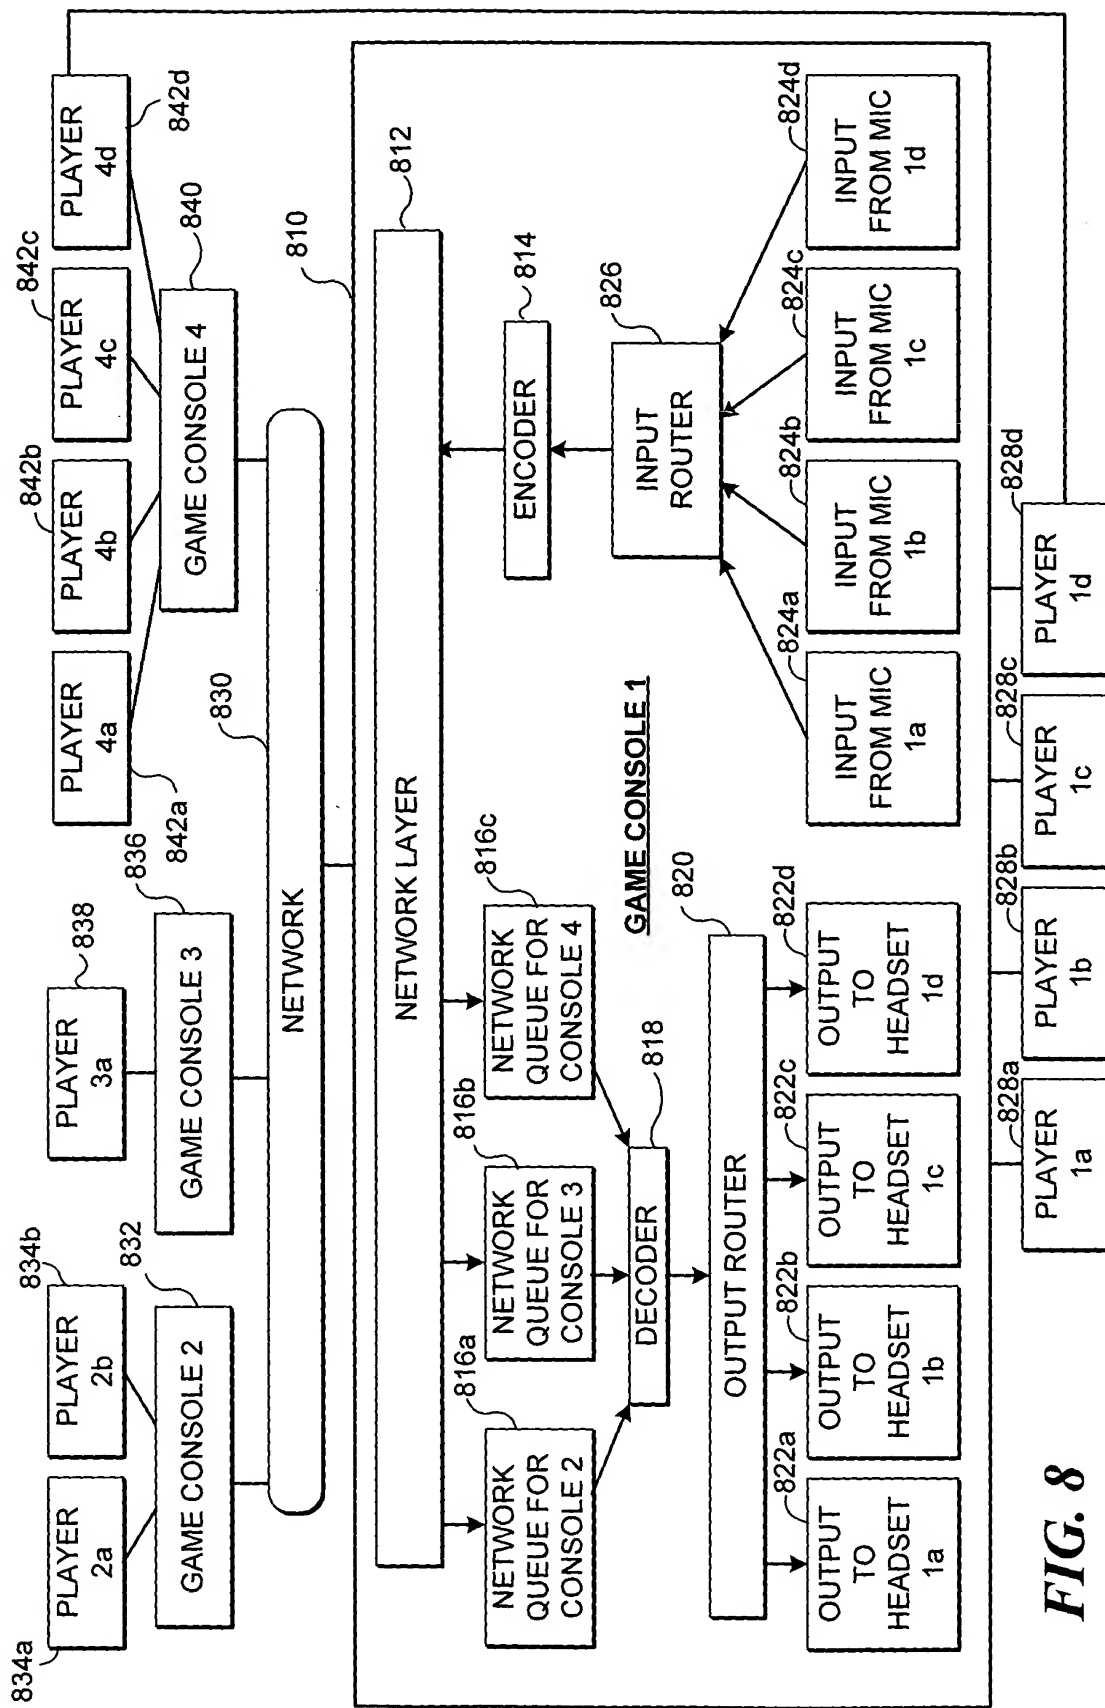 834a
PLAYER
2a
834b
PLAYER
2b
832
GAME CONSOLE 2
838
PLAYER
3a
836
GAME CONSOLE 3
842a
PLAYER
4a
842b
PLAYER
4b
842c
PLAYER
4c
842d
PLAYER
4d
840
GAME CONSOLE 4
830
NETWORK
810
812
NETWORK LAYER
816a
NETWORK
QUEUE FOR
CONSOLE 2
816b
NETWORK
QUEUE FOR
CONSOLE 3
816c
NETWORK
QUEUE FOR
CONSOLE 4
814
ENCODER
818
DECODER
GAME CONSOLE 1
826
INPUT
ROUTER
820
OUTPUT ROUTER
822a
OUTPUT
TO
HEADSET
1a
822b
OUTPUT
TO
HEADSET
1b
822c
OUTPUT
TO
HEADSET
1c
822d
OUTPUT
TO
HEADSET
1d
824a
INPUT
FROM MIC
1a
824b
INPUT
FROM MIC
1b
824c
INPUT
FROM MIC
1c
824d
INPUT
FROM MIC
1d
828a
PLAYER
1a
828b
PLAYER
1b
828c
PLAYER
1c
828d
PLAYER
1d
FIG. 8